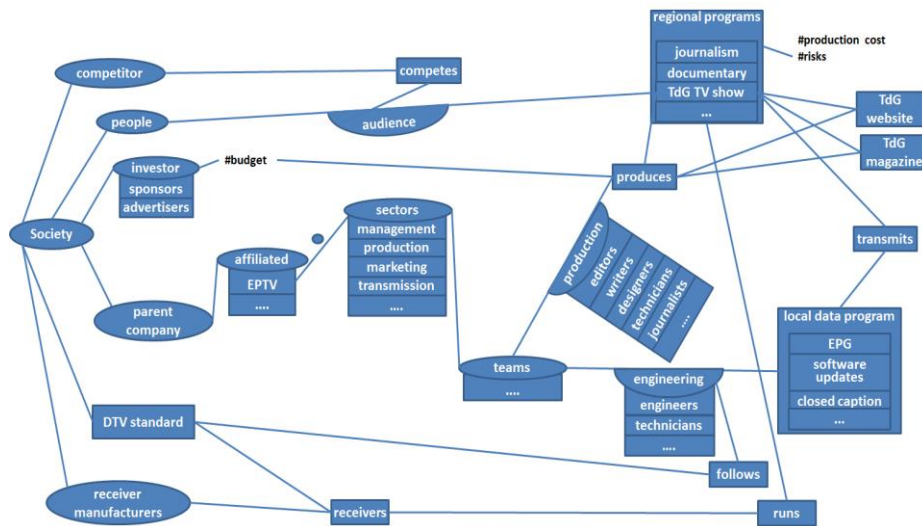 regional programs
#production cost
#risks
journalism
documentary
TdG TV show
...
competitor
competes
people
audience
TdG
website
TdG
magazine
investor
sponsors
advertisers
#budget
produces
sectors
management
production
marketing
transmission
....
production
editors
writers
designers
technicians
journalists
....
Society
affiliated
EPTV
....
transmits
parent
company
local data program
EPG
software
updates
closed caption
...
teams
....
engineering
engineers
technicians
....
DTV standard
follows
receiver
manufacturers
receivers
runs